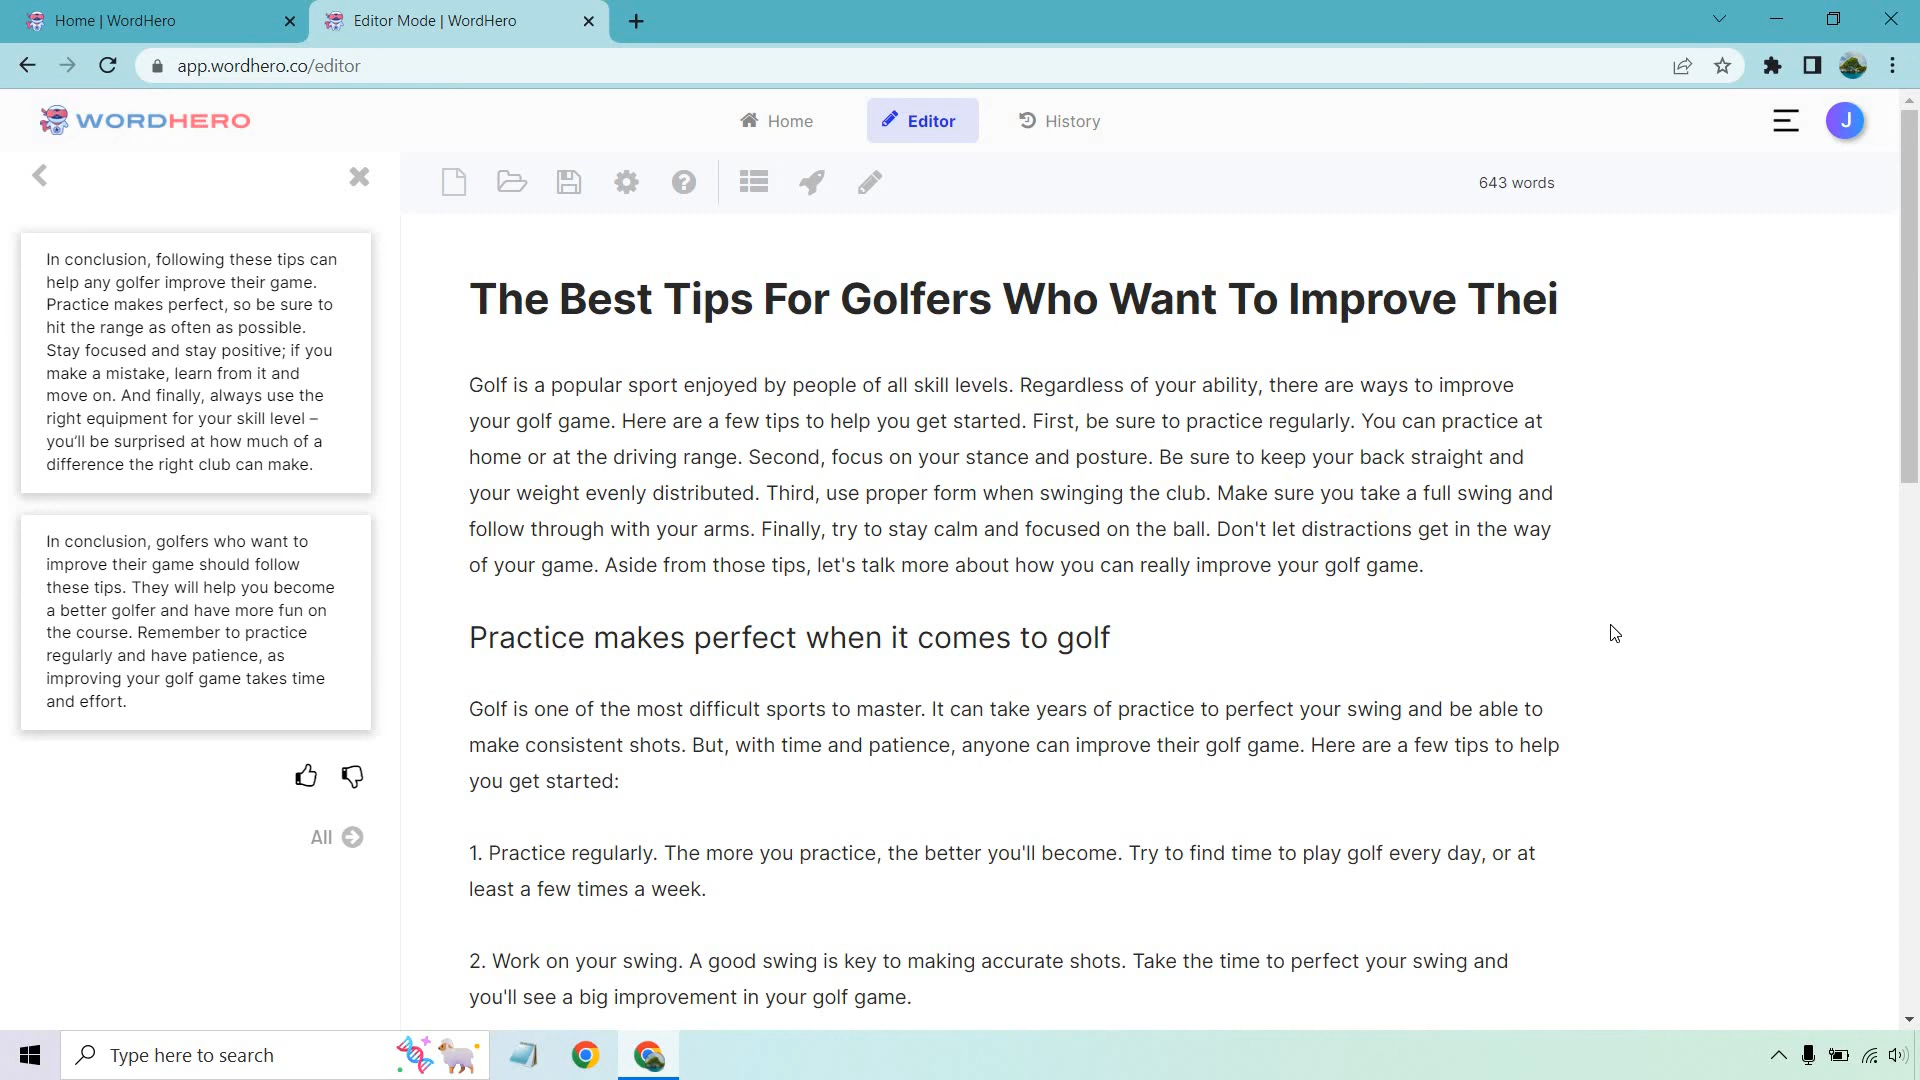 Home | WordHero
Editor Mode | WordHero
app.wordhero.co/editor
WORDHERO
Home
Editor
History
J
643 words
In conclusion, following these tips can
help any golfer improve their game.
Practice makes perfect, so be sure to
hit the range as often as possible.
Stay focused and stay positive; if you
make a mistake, learn from it and
move on. And finally, always use the
right equipment for your skill level –
you’ll be surprised at how much of a
difference the right club can make.
In conclusion, golfers who want to
improve their game should follow
these tips. They will help you become
a better golfer and have more fun on
the course. Remember to practice
regularly and have patience, as
improving your golf game takes time
and effort.
All
The Best Tips For Golfers Who Want To Improve Thei
Golf is a popular sport enjoyed by people of all skill levels. Regardless of your ability, there are ways to improve
your golf game. Here are a few tips to help you get started. First, be sure to practice regularly. You can practice at
home or at the driving range. Second, focus on your stance and posture. Be sure to keep your back straight and
your weight evenly distributed. Third, use proper form when swinging the club. Make sure you take a full swing and
follow through with your arms. Finally, try to stay calm and focused on the ball. Don't let distractions get in the way
of your game. Aside from those tips, let's talk more about how you can really improve your golf game.
Practice makes perfect when it comes to golf
Golf is one of the most difficult sports to master. It can take years of practice to perfect your swing and be able to
make consistent shots. But, with time and patience, anyone can improve their golf game. Here are a few tips to help
you get started:
1. Practice regularly. The more you practice, the better you'll become. Try to find time to play golf every day, or at
least a few times a week.
2. Work on your swing. A good swing is key to making accurate shots. Take the time to perfect your swing and
you'll see a big improvement in your golf game.
Type here to search